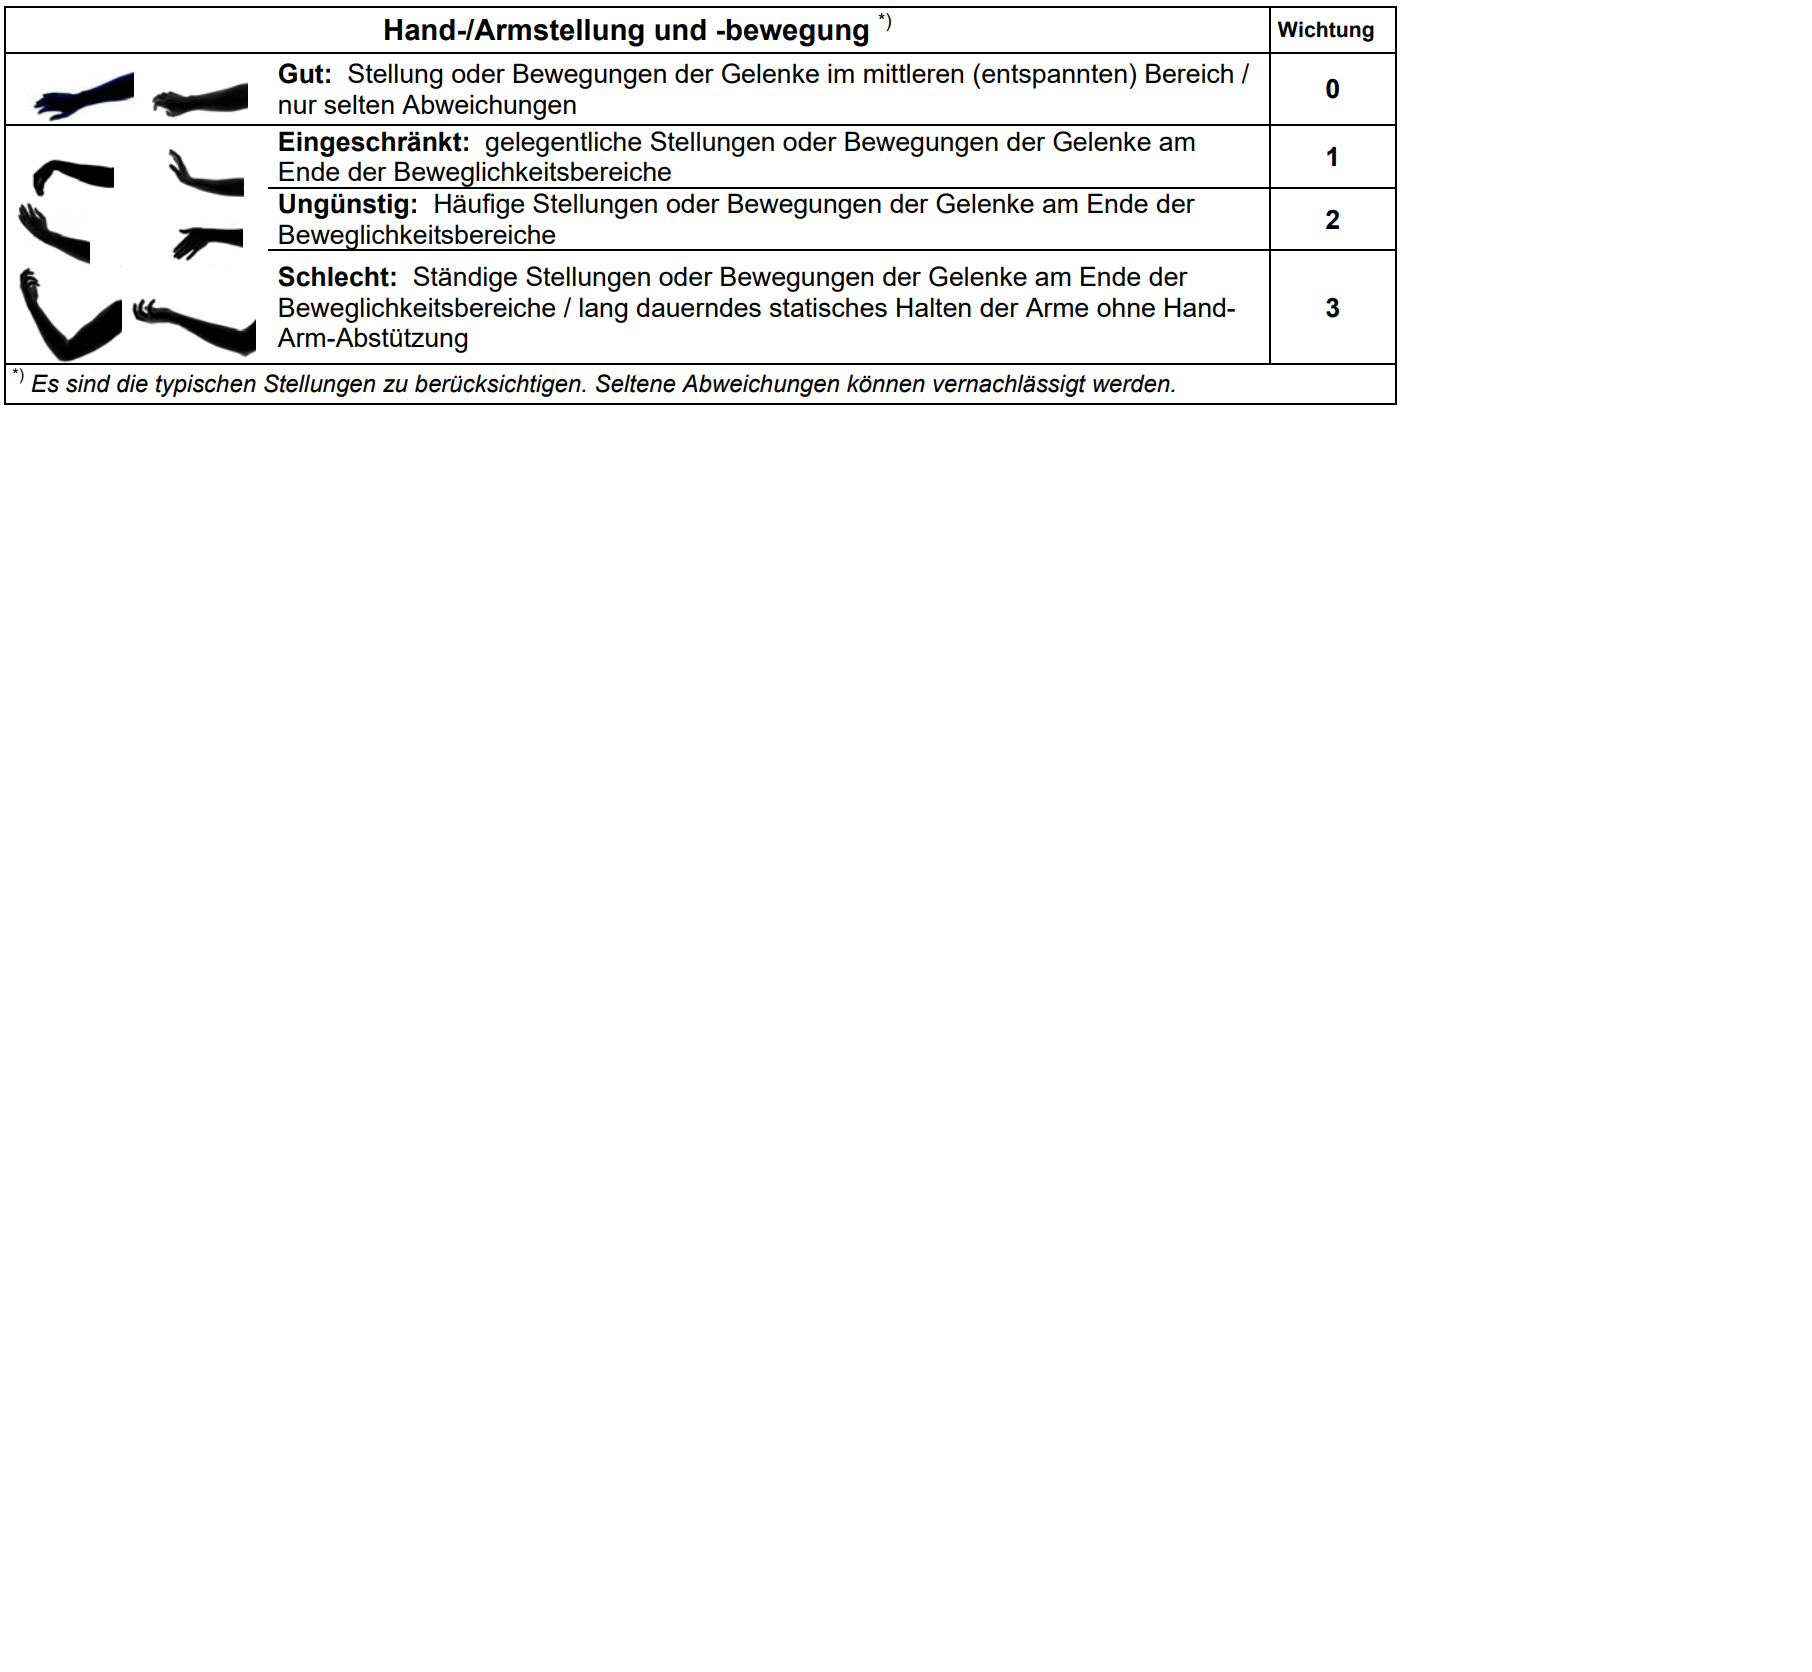 Hand-/Armstellung und -bewegung *)
Wichtung
Gut: Stellung oder Bewegungen der Gelenke im mittleren (entspannten) Bereich /
nur selten Abweichungen
0
Eingeschränkt: gelegentliche Stellungen oder Bewegungen der Gelenke am
Ende der Beweglichkeitsbereiche
1
Ungünstig: Häufige Stellungen oder Bewegungen der Gelenke am Ende der
Beweglichkeitsbereiche
2
Schlecht: Ständige Stellungen oder Bewegungen der Gelenke am Ende der
Beweglichkeitsbereiche / lang dauerndes statisches Halten der Arme ohne Hand-
Arm-Abstützung
3
*) Es sind die typischen Stellungen zu berücksichtigen. Seltene Abweichungen können vernachlässigt werden.